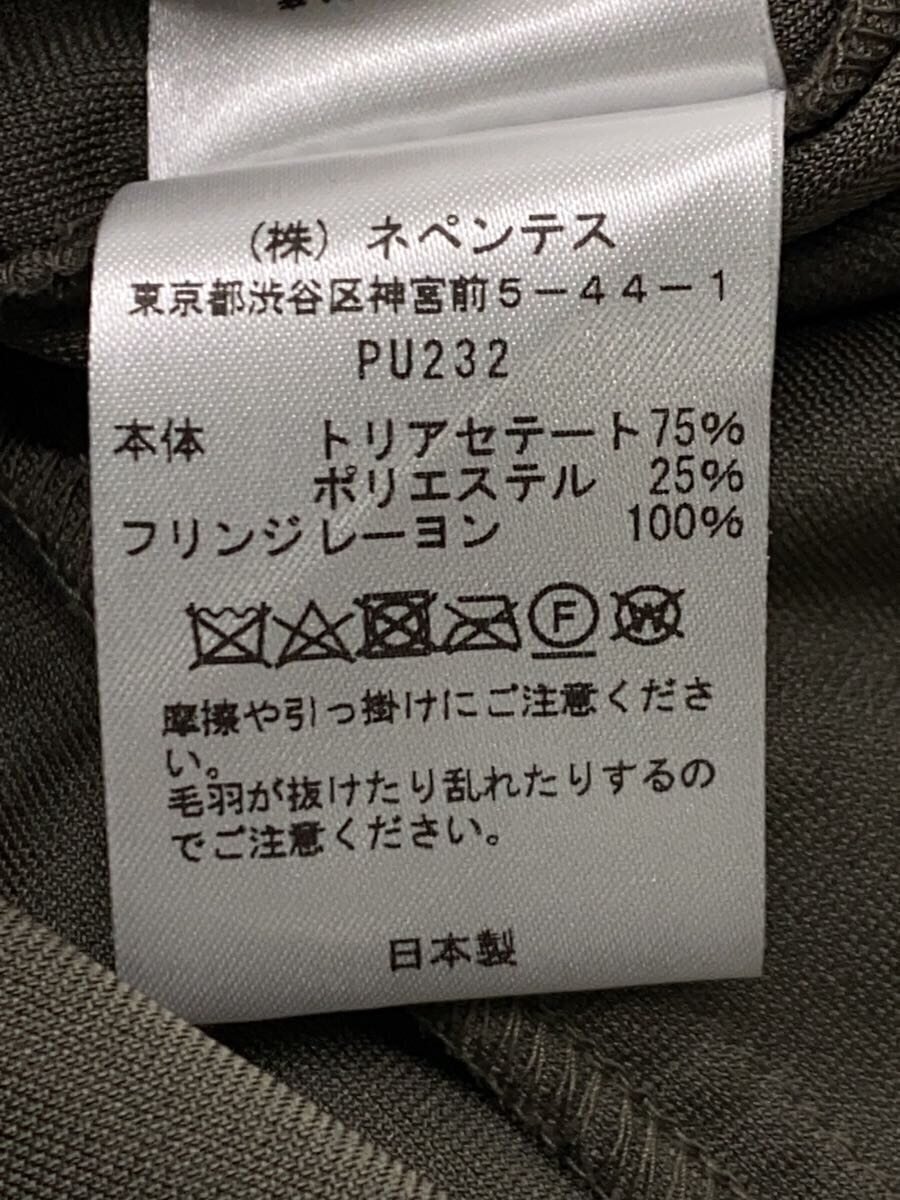 (株) ネペンテス
東京都渋谷区神宮前5-44-1
PU232
本体 トリアセテート75%
ポリエステル 25%
フリンジレーヨン 100%
F W
摩擦や引っ掛けにご注意くださ
い。
毛羽が抜けたり乱れたりするの
でご注意ください。
日本製